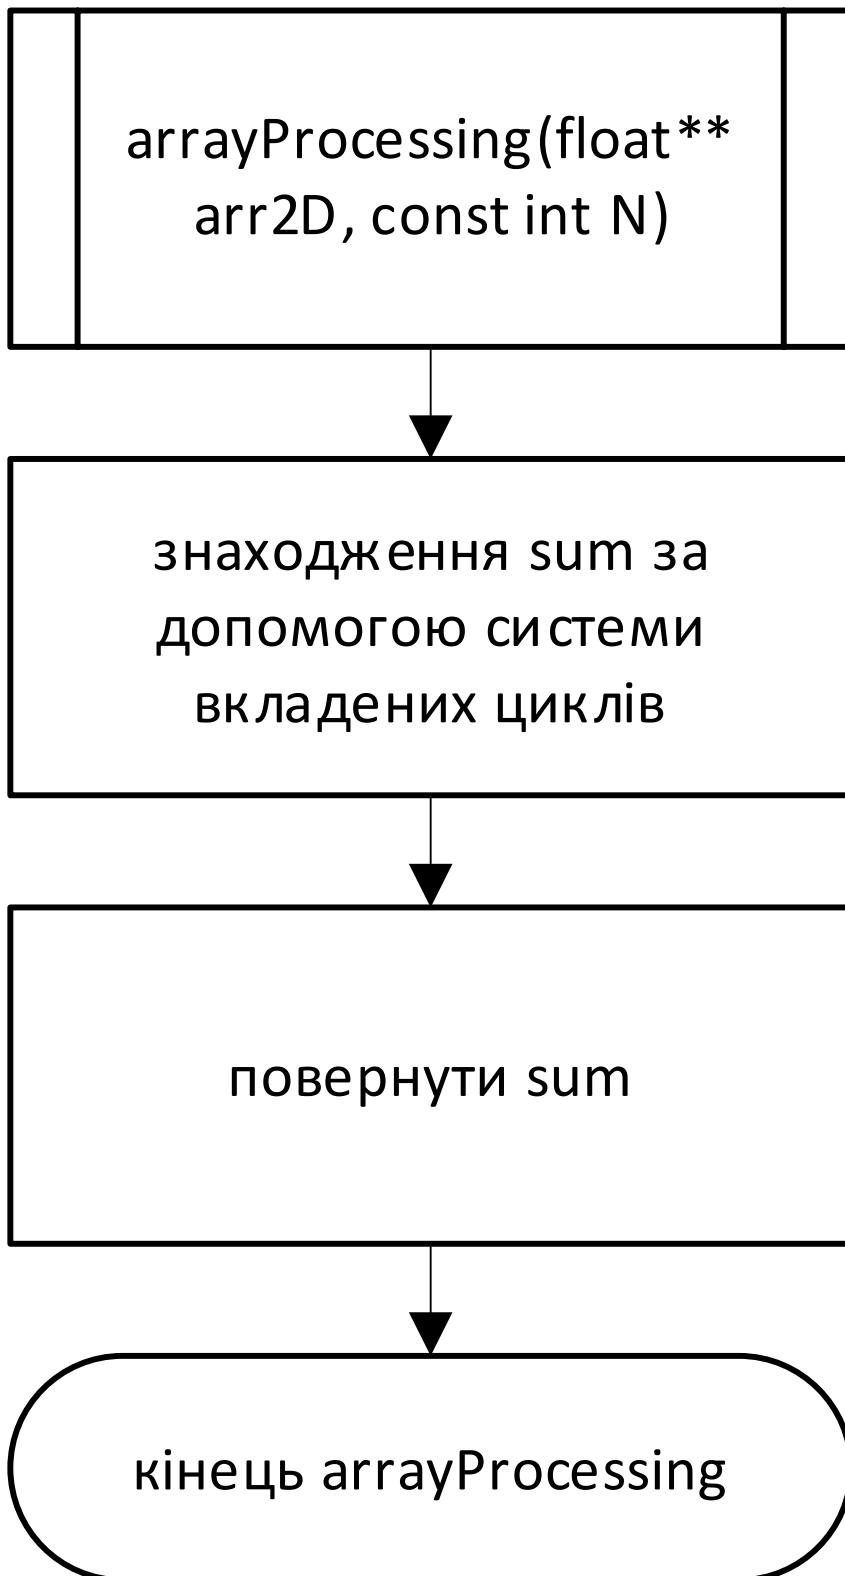 arrayProcessing(float**
arr2D, const int N)
знаходження sum за
допомогою системи
вкладених циклів
повернути sum
кінець arrayProcessing